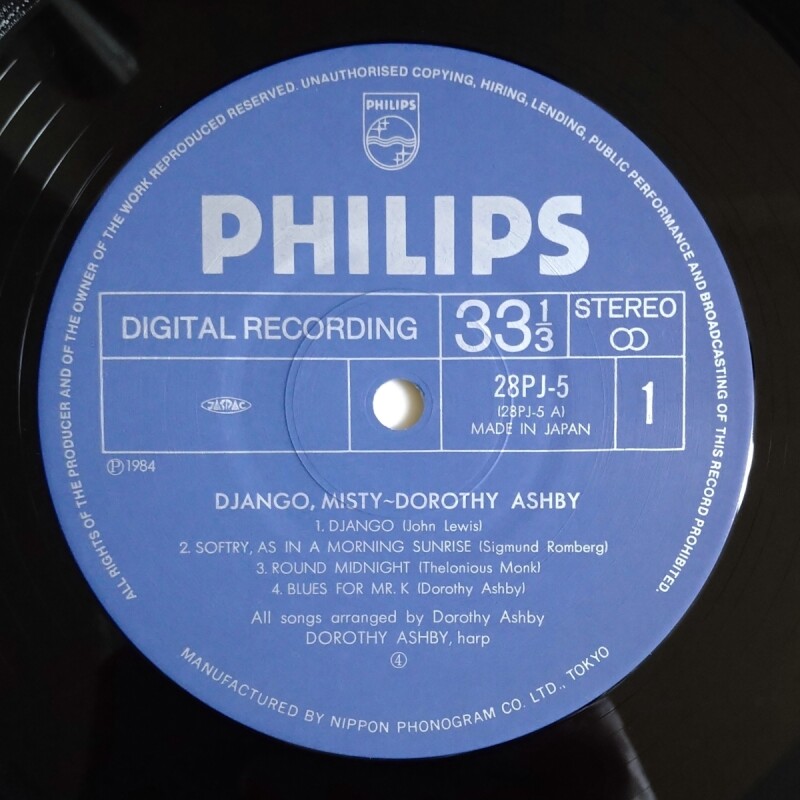 ALL RIGHTS OF THE PRODUCER AND OF THE OWNER OF THE WORK REPRODUCED RESERVED. UNAUTHORISED COPYING, HIRING, LENDING, PUBLIC PERFORMANCE AND BROADCASTING OF THIS RECORD PROHIBITED.
PHILIPS
PHILIPS
DIGITAL RECORDING
33 1/3
STEREO
JASRAC
28PJ-5
(28PJ-5 A)
MADE IN JAPAN
1
Ⓟ1984
DJANGO, MISTY~DOROTHY ASHBY
1. DJANGO (John Lewis)
2. SOFTRY, AS IN A MORNING SUNRISE (Sigmund Romberg)
3. ROUND MIDNIGHT (Thelonious Monk)
4. BLUES FOR MR. K (Dorothy Ashby)
All songs arranged by Dorothy Ashby
DOROTHY ASHBY, harp
④
MANUFACTURED BY NIPPON PHONOGRAM CO. LTD., TOKYO